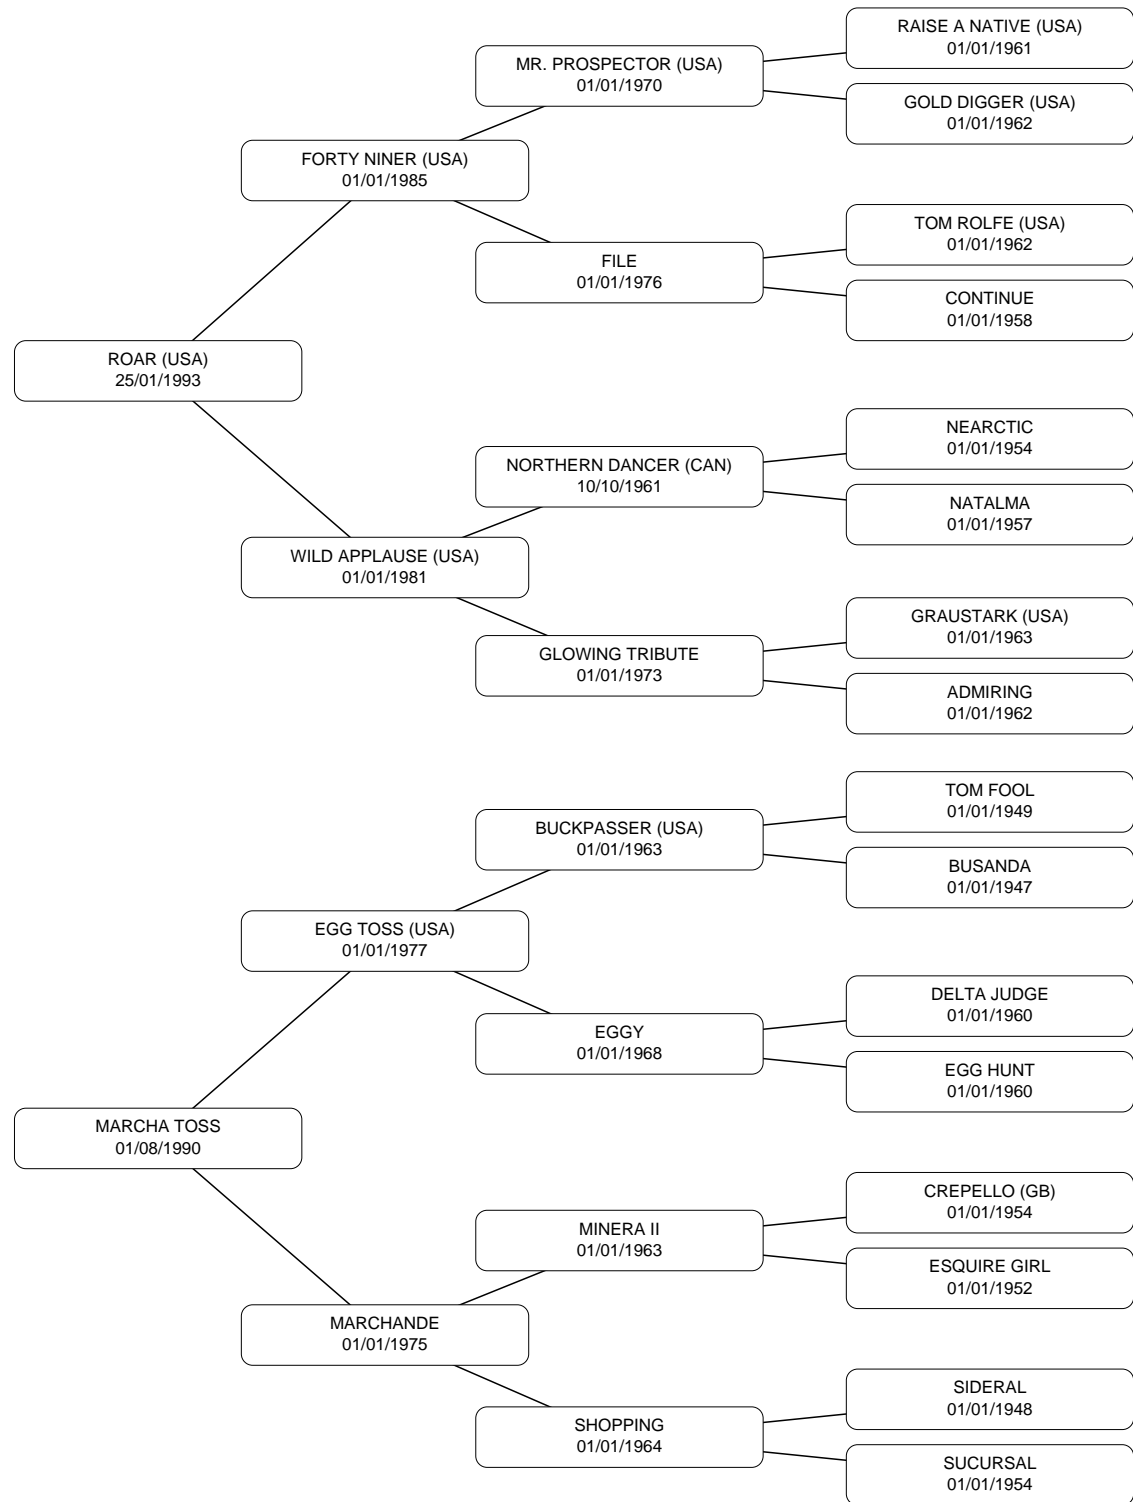 RAISE A NATIVE (USA)
01/01/1961
MR. PROSPECTOR (USA)
01/01/1970
GOLD DIGGER (USA)
01/01/1962
FORTY NINER (USA)
01/01/1985
TOM ROLFE (USA)
01/01/1962
FILE
01/01/1976
CONTINUE
01/01/1958
ROAR (USA)
25/01/1993
NEARCTIC
01/01/1954
NORTHERN DANCER (CAN)
10/10/1961
NATALMA
01/01/1957
WILD APPLAUSE (USA)
01/01/1981
GRAUSTARK (USA)
01/01/1963
GLOWING TRIBUTE
01/01/1973
ADMIRING
01/01/1962
TOM FOOL
01/01/1949
BUCKPASSER (USA)
01/01/1963
BUSANDA
01/01/1947
EGG TOSS (USA)
01/01/1977
DELTA JUDGE
01/01/1960
EGGY
01/01/1968
EGG HUNT
01/01/1960
MARCHA TOSS
01/08/1990
CREPELLO (GB)
01/01/1954
MINERA II
01/01/1963
ESQUIRE GIRL
01/01/1952
MARCHANDE
01/01/1975
SIDERAL
01/01/1948
SHOPPING
01/01/1964
SUCURSAL
01/01/1954